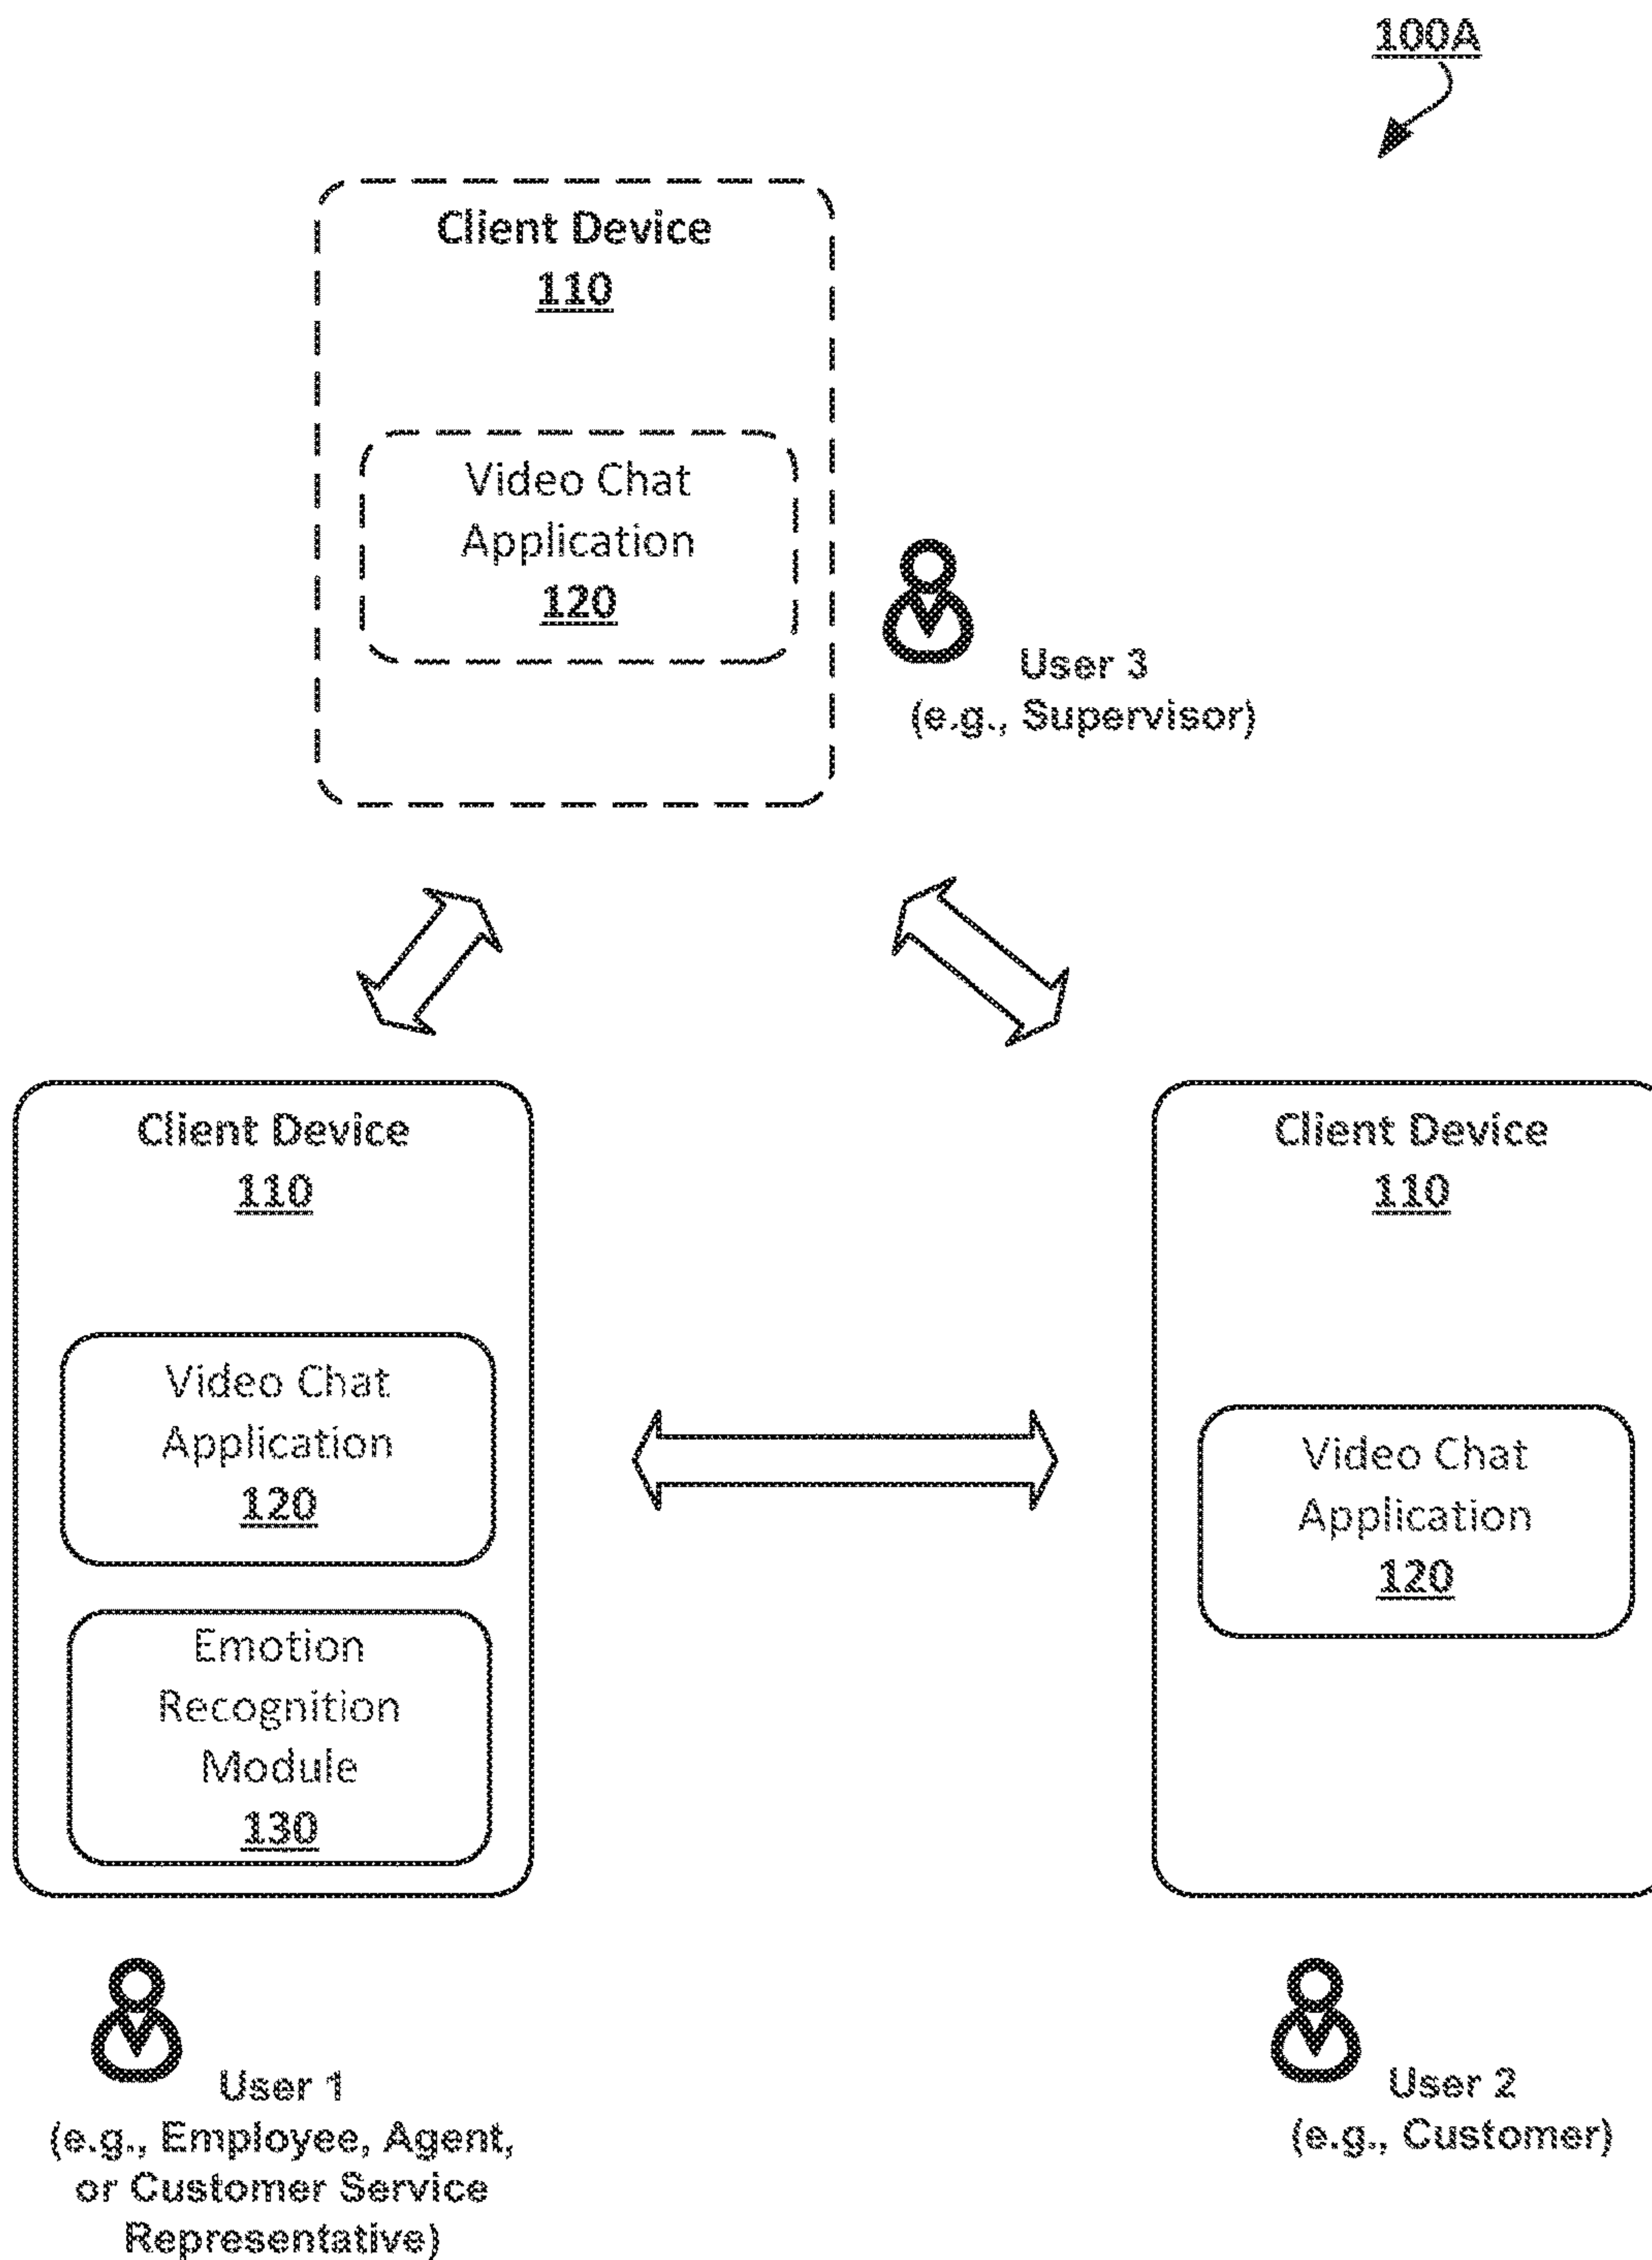 100A
Client Device
110
Video Chat
Application
120
User 3
(e.g., Supervisor)
Client Device
110
Video Chat
Application
120
Emotion
Recognition
Module
130
User 1
(e.g., Employee, Agent,
or Customer Service
Representative)
Client Device
110
Video Chat
Application
120
User 2
(e.g., Customer)